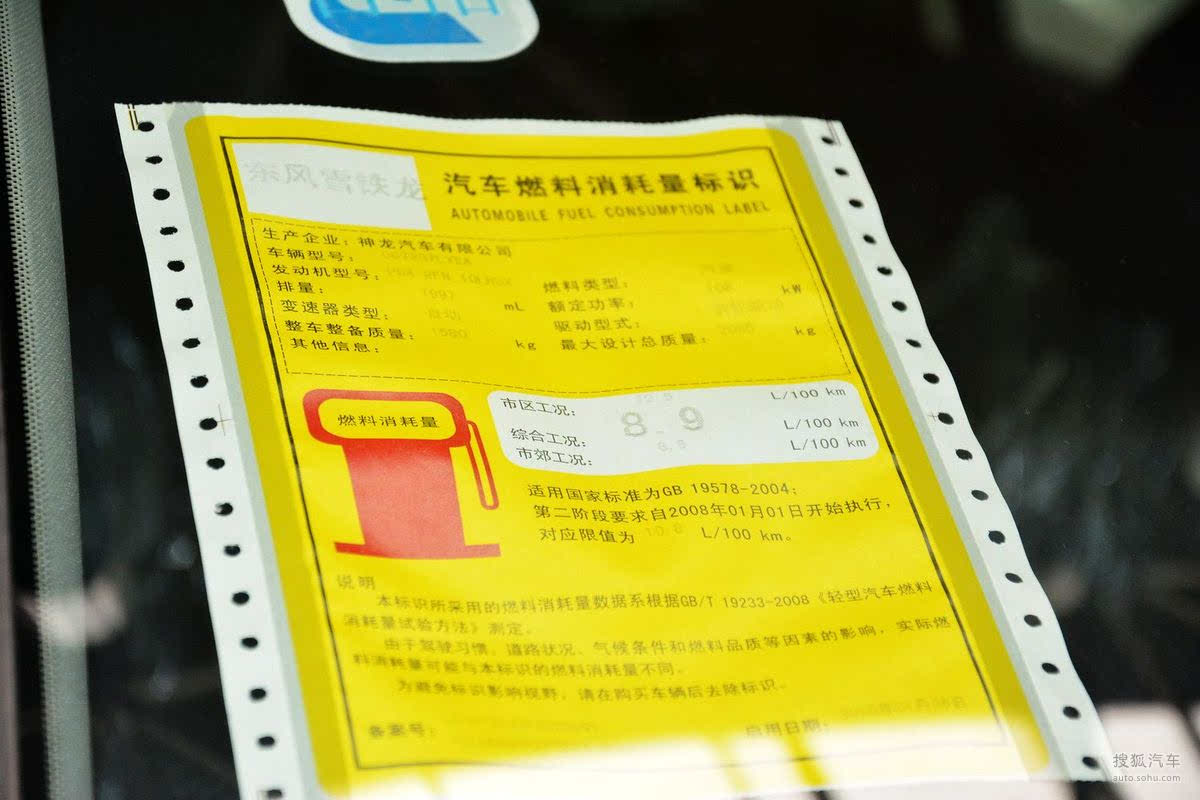 东风雪铁龙
汽车燃料消耗量标识
AUTOMOBILE FUEL CONSUMPTION LABEL
生产企业：神龙汽车有限公司
车辆型号：
发动机型号： 燃料类型：
排量： 1997 mL 额定功率： kW
变速器类型： 自动 驱动型式：
整车整备质量： 1580 kg 最大设计总质量： kg
其他信息：
燃料消耗量
市区工况： L/100 km
综合工况： 8.9 L/100 km
市郊工况： L/100 km
适用国家标准为GB 19578-2004；
第二阶段要求自2008年01月01日开始执行，
对应限值为 L/100 km。
说明
本标识所采用的燃料消耗量数据系根据GB/T 19233-2008《轻型汽车燃料
消耗量试验方法》测定。
由于驾驶习惯、道路状况、气候条件和燃料品质等因素的影响，实际燃
料消耗量可能与本标识的燃料消耗量不同。
为避免标识影响视野，请在购买车辆后去除标识。
备案号： 启用日期：
搜狐汽车
auto.sohu.com